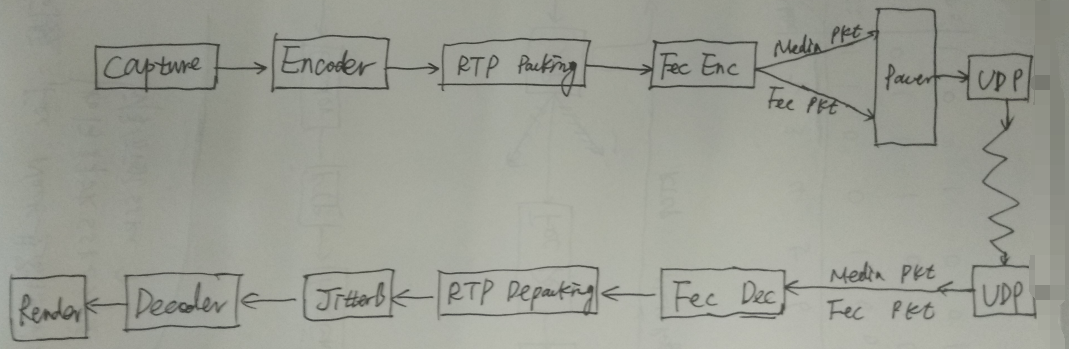 Capture
Encoder
RTP Packing
Fec Enc
Media Pkt
Fec Pkt
Pacer
UDP
UDP
Media Pkt
Fec Pkt
Fec Dec
RTP Depacking
JitterB
Decoder
Render